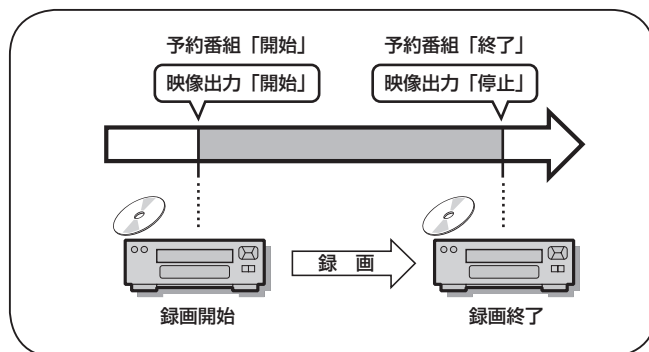 予約番組「開始」
予約番組「終了」
映像出力「開始」
映像出力「停止」
録 画
録画開始
録画終了